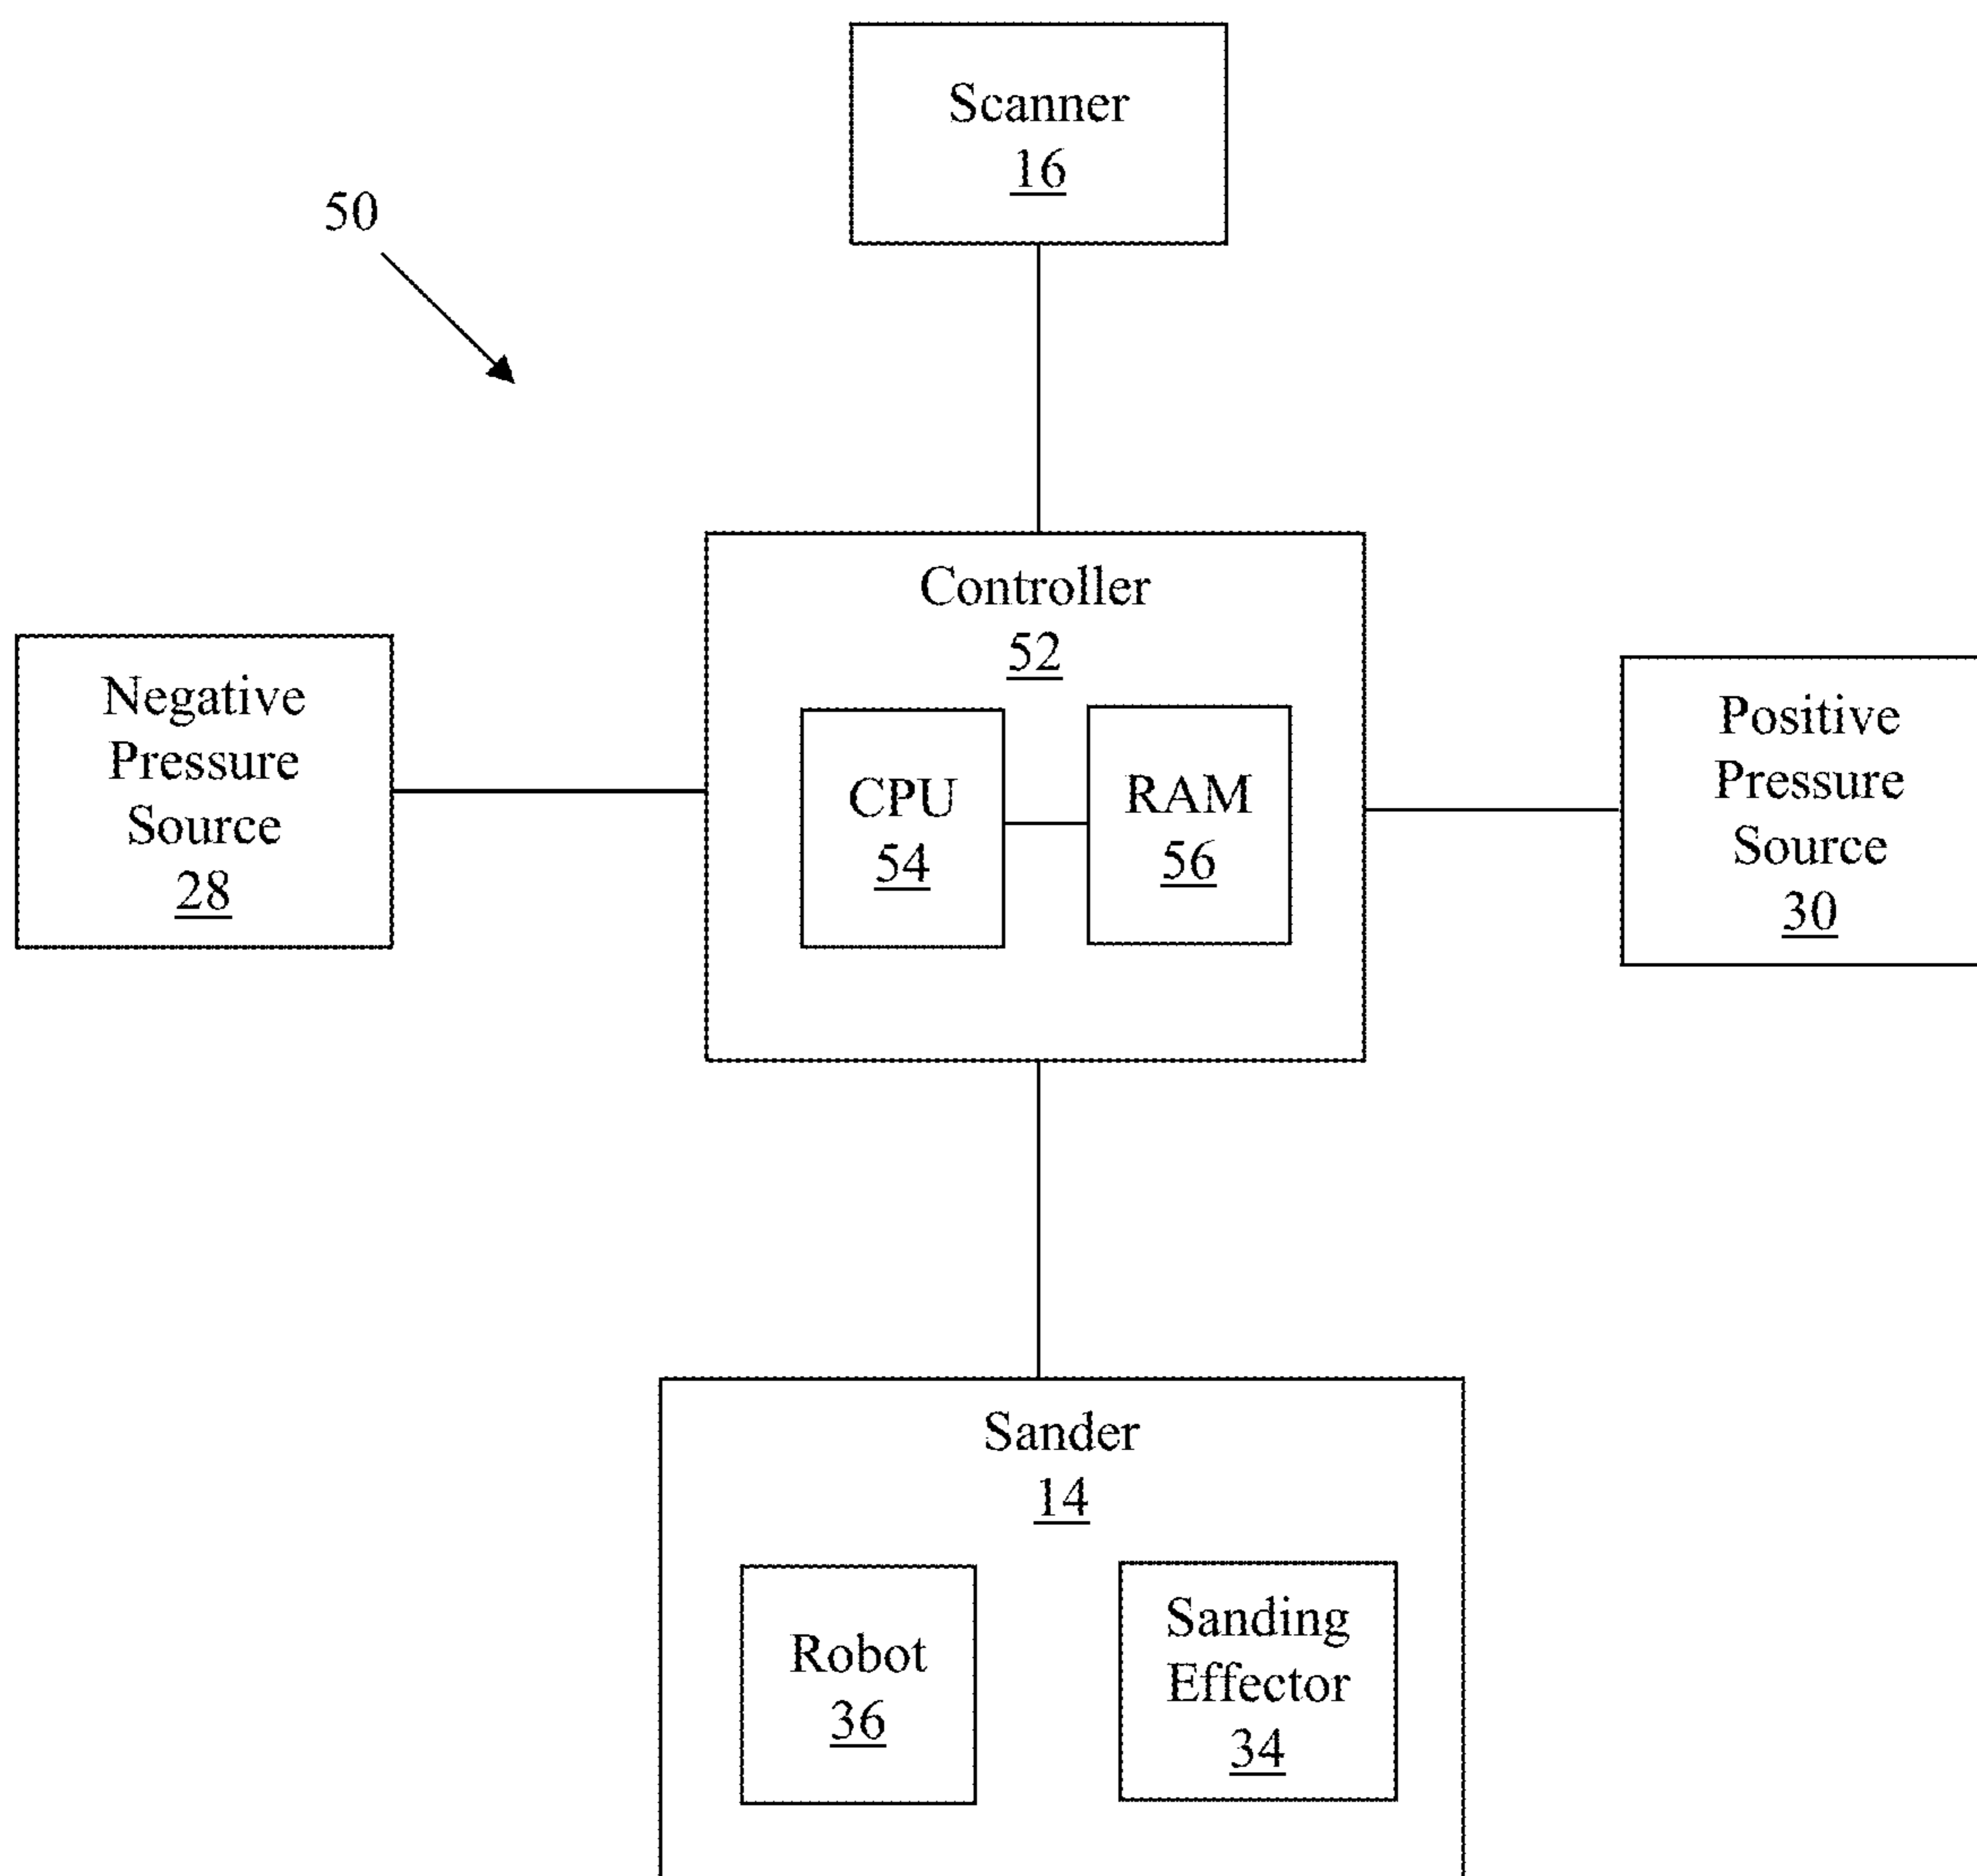 Scanner
16
50
Controller
52
Negative
Pressure
Source
28
CPU
54
RAM
56
Positive
Pressure
Source
30
Sander
14
Robot
36
Sanding
Effector
34